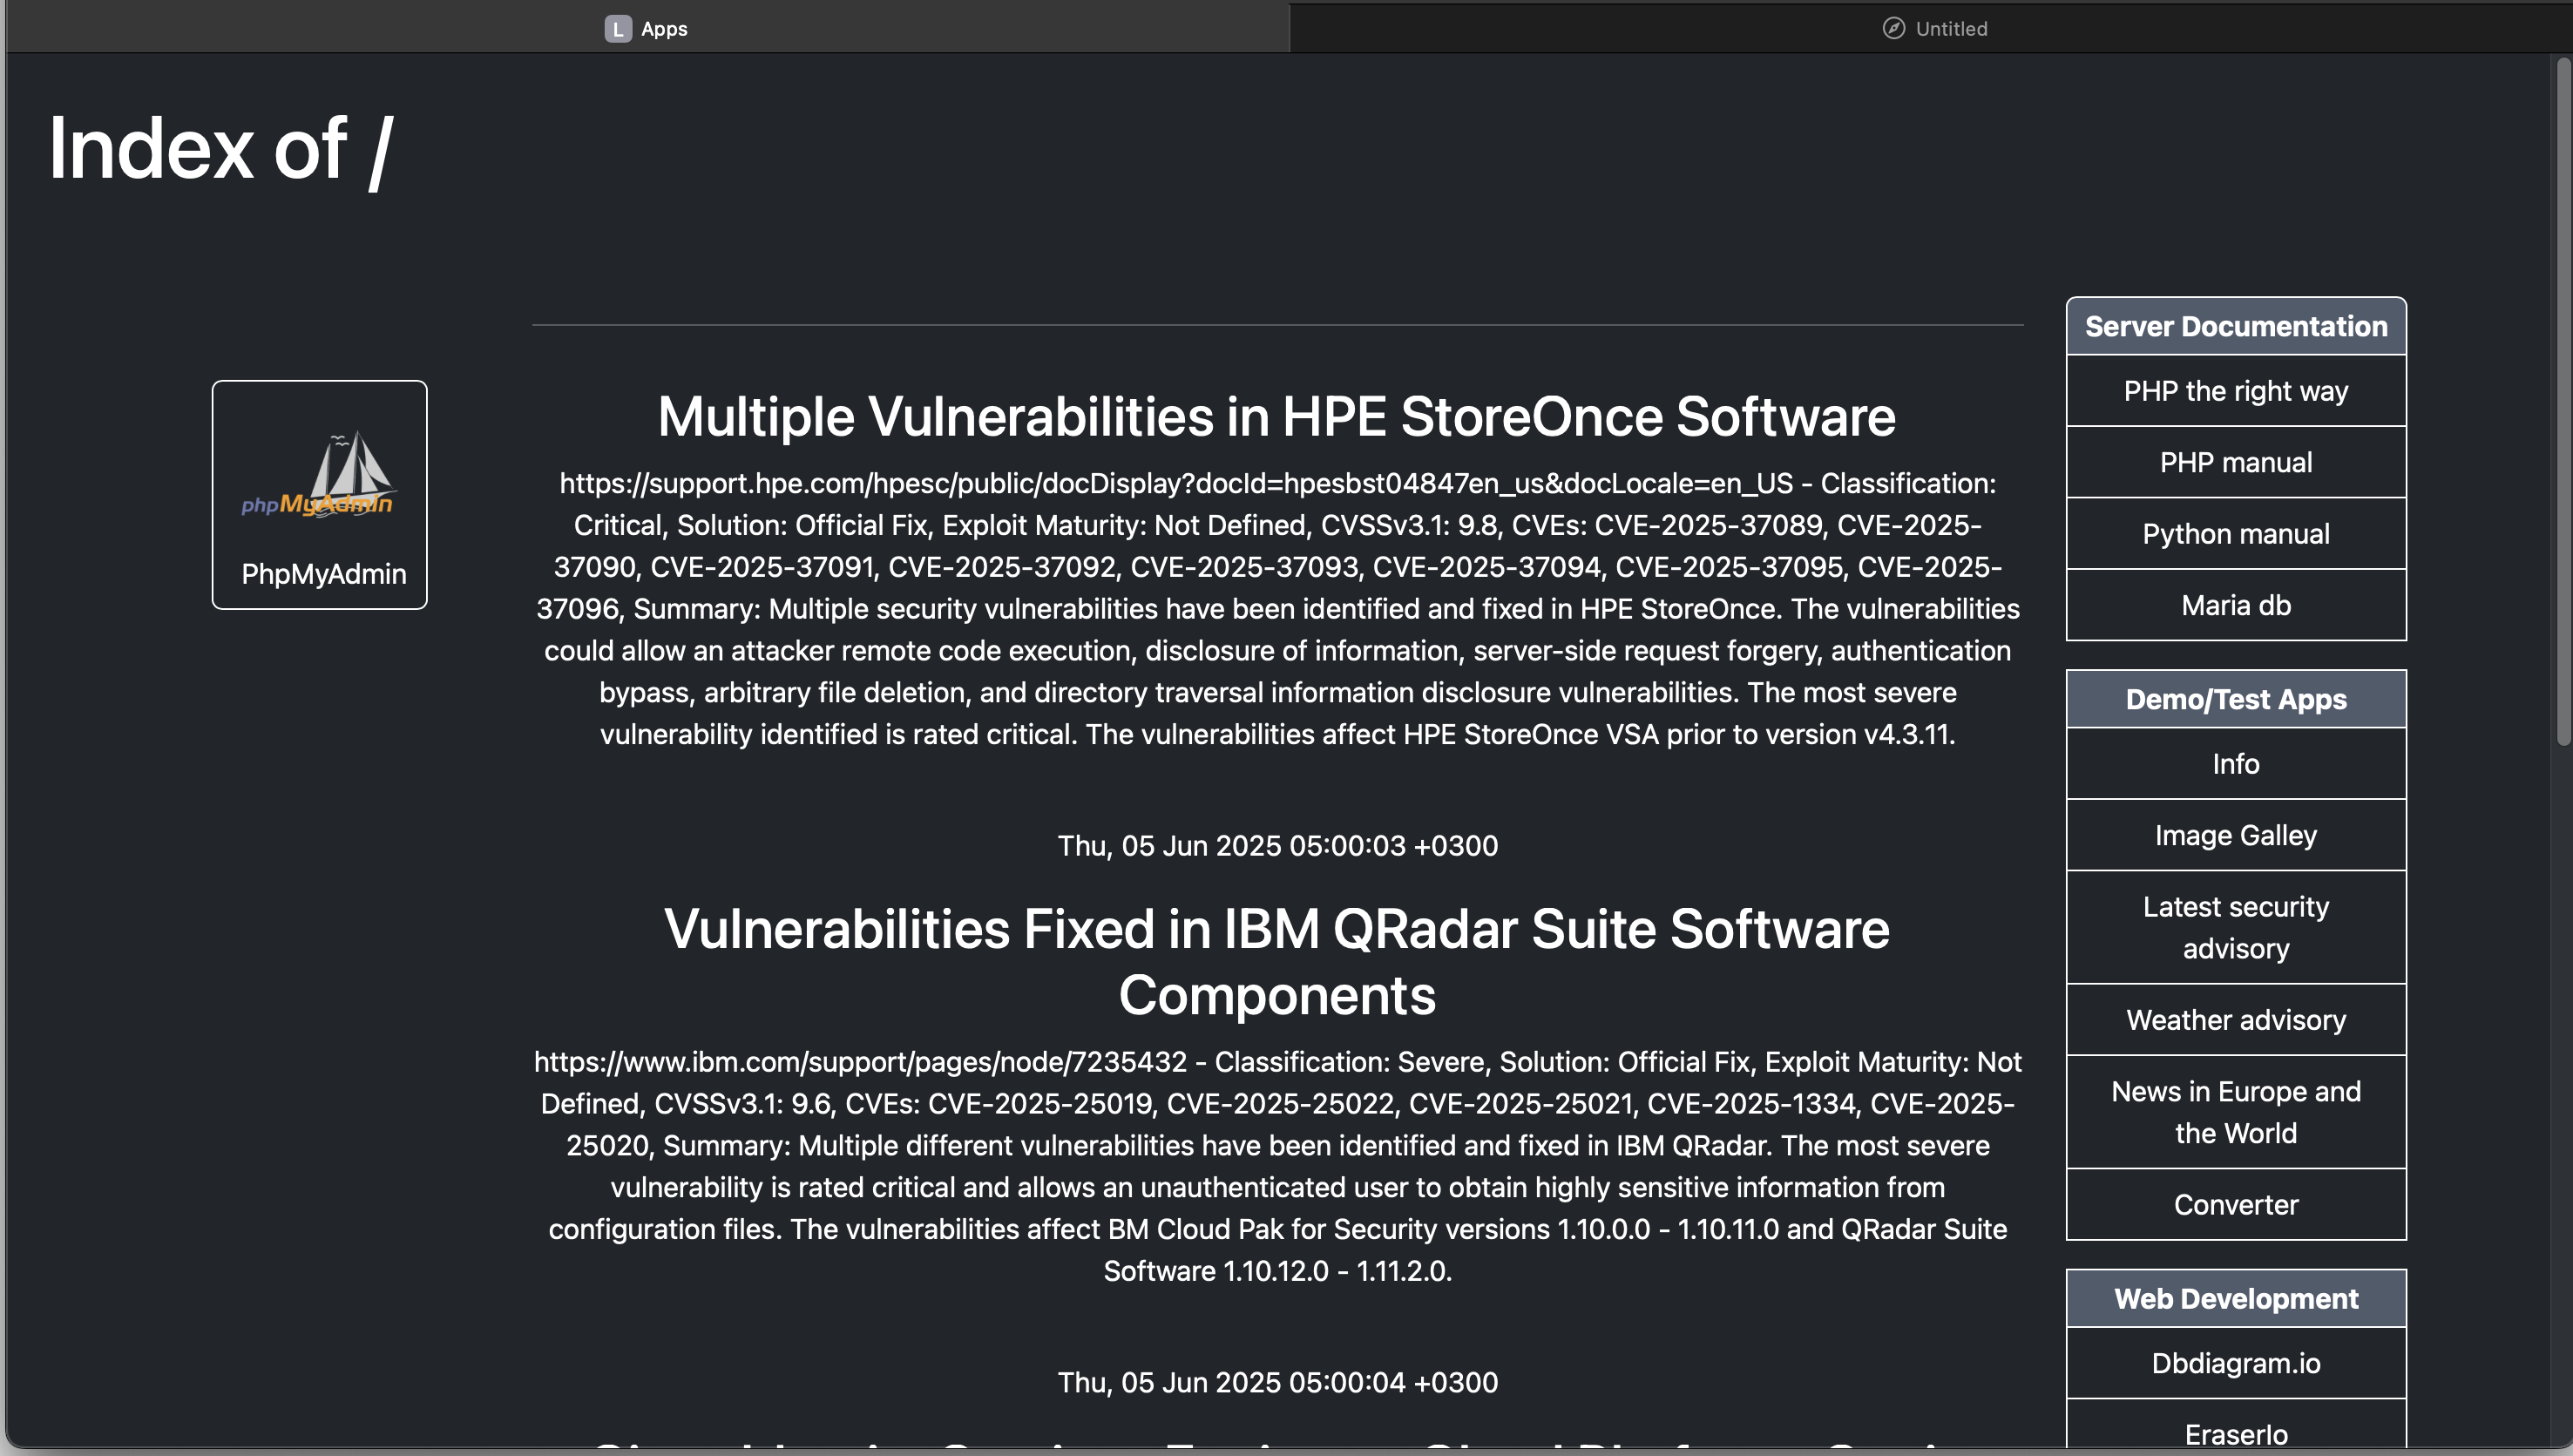 L Apps
Untitled
Index of /
phpMyAdmin
PhpMyAdmin
Multiple Vulnerabilities in HPE StoreOnce Software
https://support.hpe.com/hpesc/public/docDisplay?docId=hpesbst04847en_us&docLocale=en_US - Classification:
Critical, Solution: Official Fix, Exploit Maturity: Not Defined, CVSSv3.1: 9.8, CVEs: CVE-2025-37089, CVE-2025-
37090, CVE-2025-37091, CVE-2025-37092, CVE-2025-37093, CVE-2025-37094, CVE-2025-37095, CVE-2025-
37096, Summary: Multiple security vulnerabilities have been identified and fixed in HPE StoreOnce. The vulnerabilities
could allow an attacker remote code execution, disclosure of information, server-side request forgery, authentication
bypass, arbitrary file deletion, and directory traversal information disclosure vulnerabilities. The most severe
vulnerability identified is rated critical. The vulnerabilities affect HPE StoreOnce VSA prior to version v4.3.11.
Thu, 05 Jun 2025 05:00:03 +0300
Vulnerabilities Fixed in IBM QRadar Suite Software
Components
https://www.ibm.com/support/pages/node/7235432 - Classification: Severe, Solution: Official Fix, Exploit Maturity: Not
Defined, CVSSv3.1: 9.6, CVEs: CVE-2025-25019, CVE-2025-25022, CVE-2025-25021, CVE-2025-1334, CVE-2025-
25020, Summary: Multiple different vulnerabilities have been identified and fixed in IBM QRadar. The most severe
vulnerability is rated critical and allows an unauthenticated user to obtain highly sensitive information from
configuration files. The vulnerabilities affect BM Cloud Pak for Security versions 1.10.0.0 - 1.10.11.0 and QRadar Suite
Software 1.10.12.0 - 1.11.2.0.
Thu, 05 Jun 2025 05:00:04 +0300
Server Documentation
PHP the right way
PHP manual
Python manual
Maria db
Demo/Test Apps
Info
Image Galley
Latest security
advisory
Weather advisory
News in Europe and
the World
Converter
Web Development
Dbdiagram.io
EraserIo